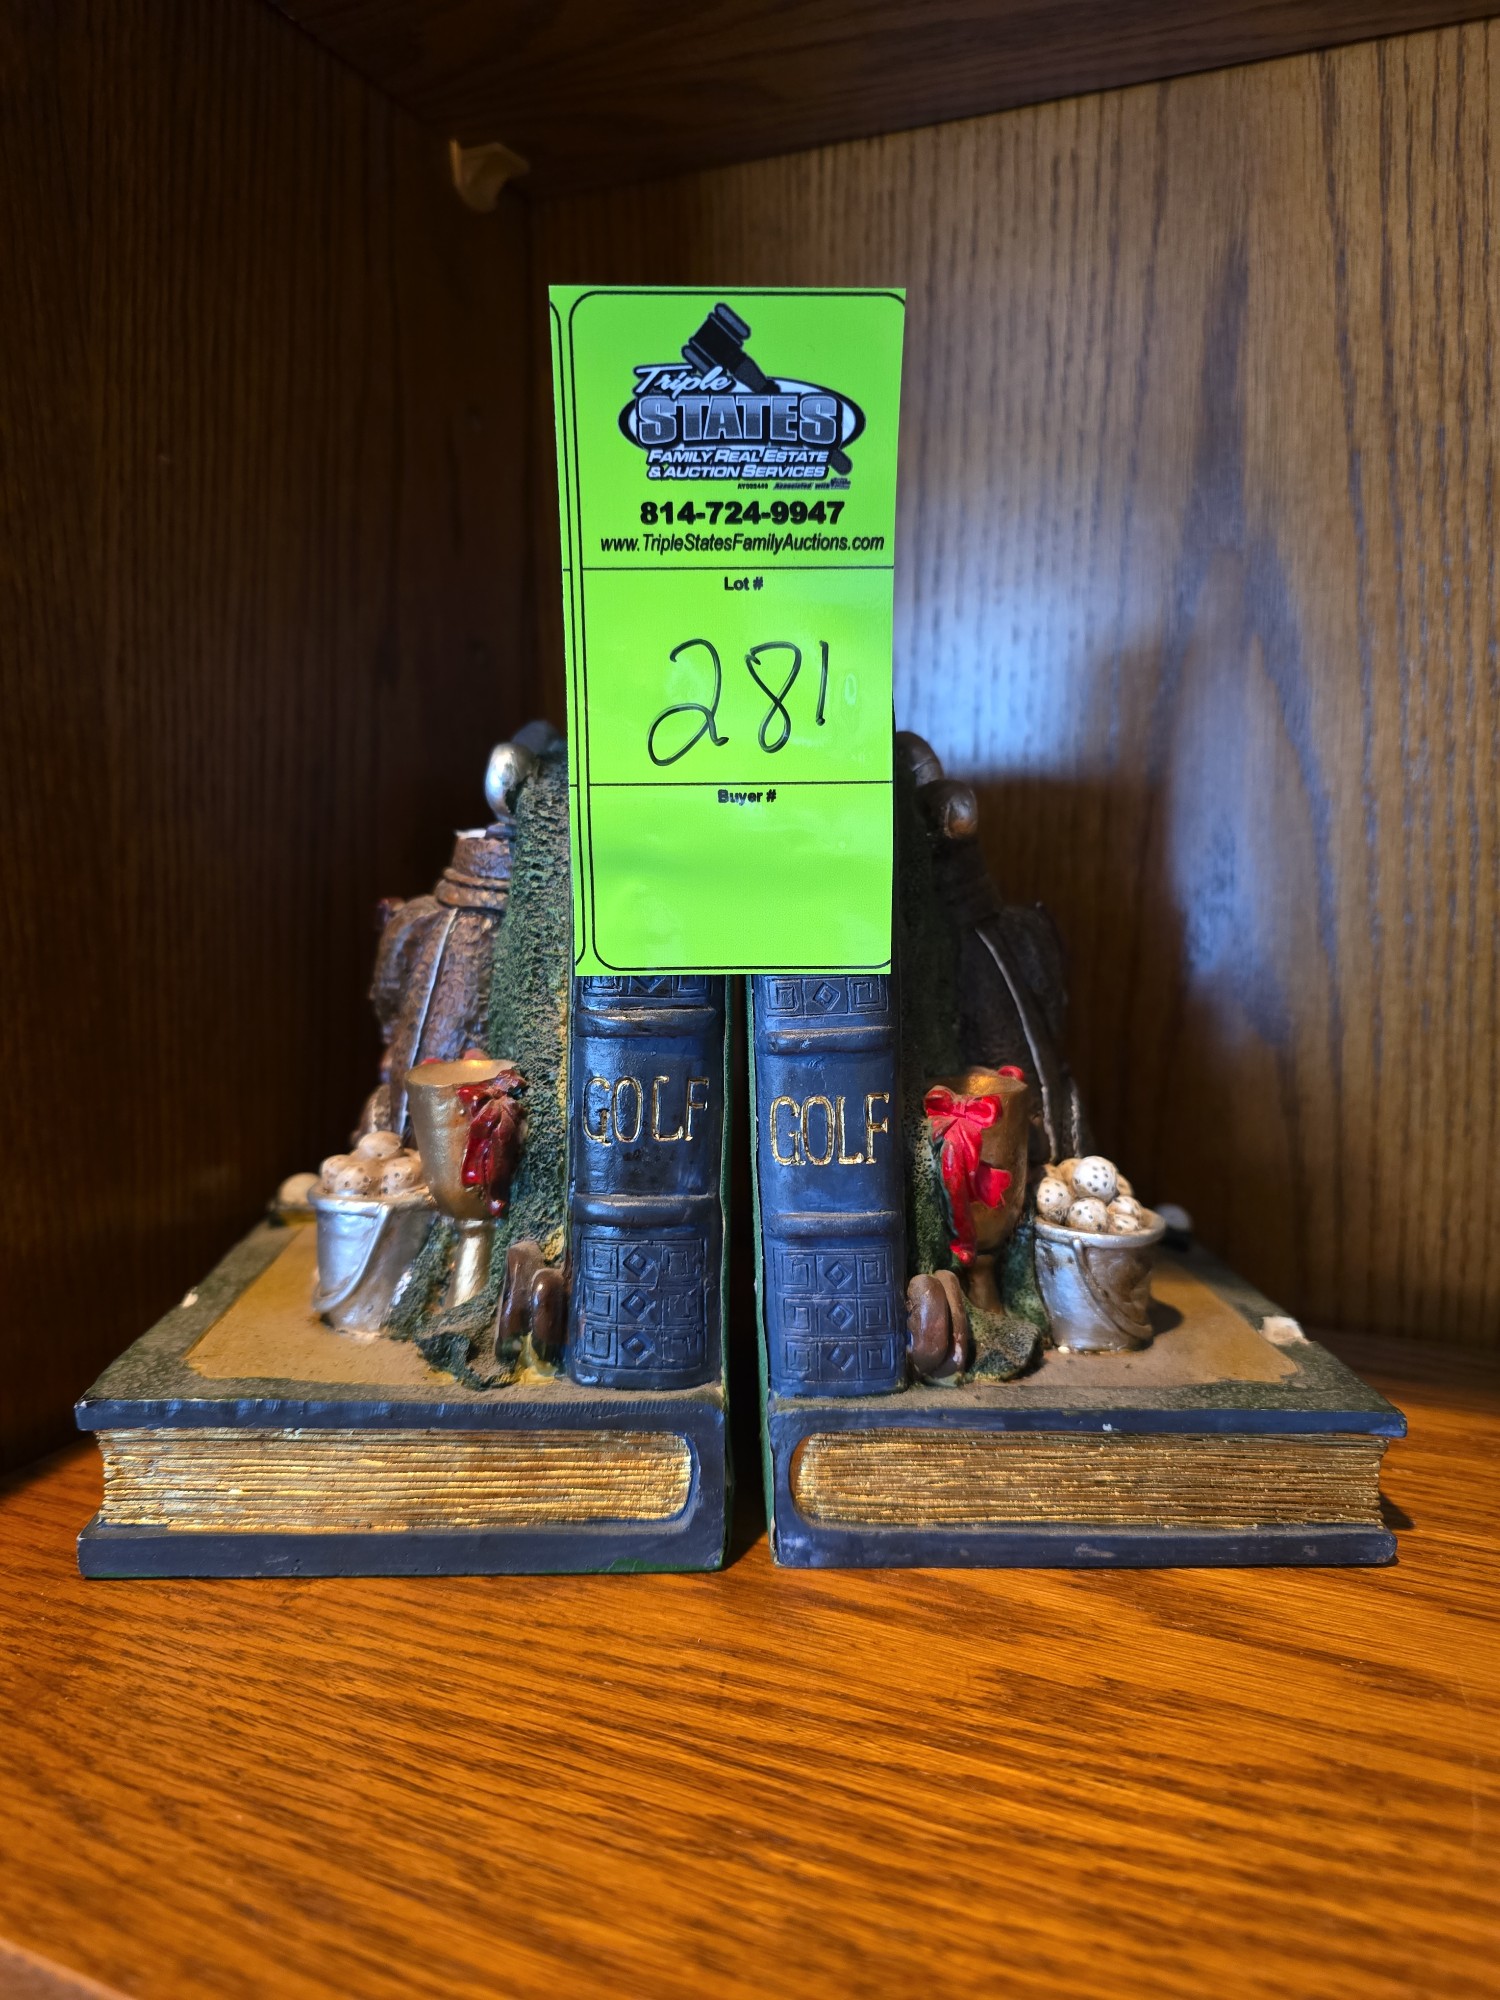 Triple
STATES
FAMILY REAL ESTATE
& AUCTION SERVICES
814-724-9947
www.TripleStatesFamilyAuctions.com
Lot #
281
Buyer #
GOLF
GOLF